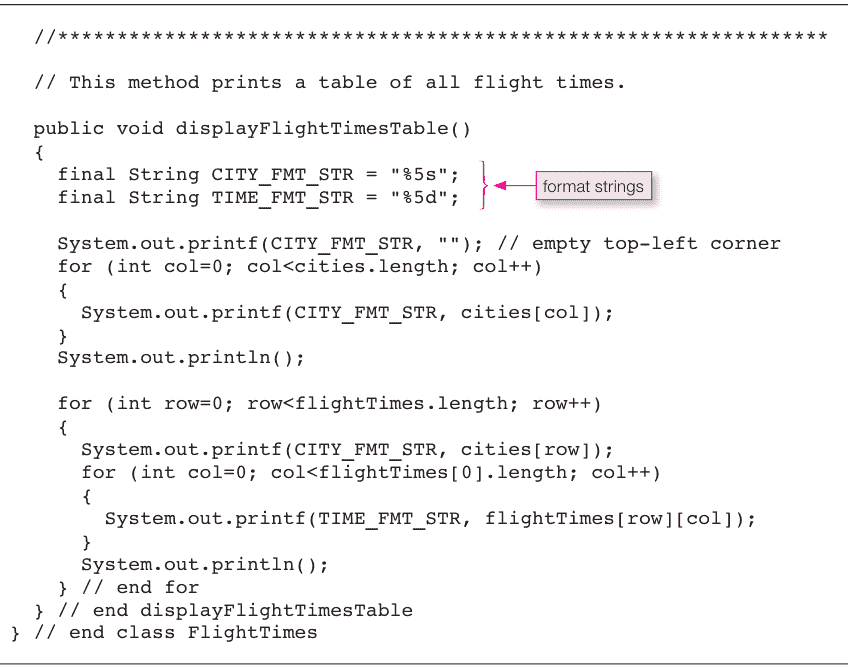 //*****************************************************************
// This method prints a table of all flight times.
public void displayFlightTimesTable()
{
final String CITY_FMT_STR = "%5s";
final String TIME_FMT_STR = "%5d";
format strings
System.out.printf(CITY_FMT_STR, ""); // empty top-left corner
for (int col=0; col<cities.length; col++)
{
System.out.printf(CITY_FMT_STR, cities[col]);
}
System.out.println();
for (int row=0; row<flightTimes.length; row++)
{
System.out.printf(CITY_FMT_STR, cities[row]);
for (int col=0; col<flightTimes[0].length; col++)
{
System.out.printf(TIME_FMT_STR, flightTimes[row][col]);
}
System.out.println();
} // end for
} // end displayFlightTimesTable
} // end class FlightTimes